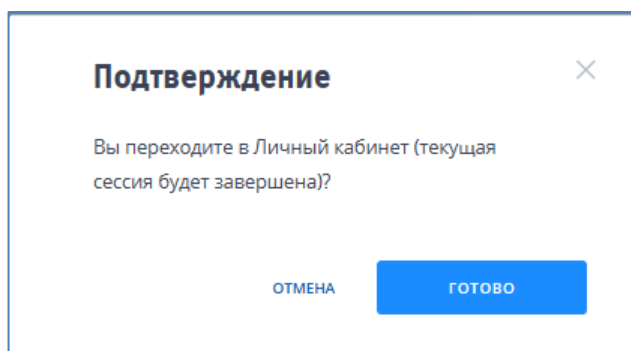 Подтверждение
Вы переходите в Личный кабинет (текущая
сессия будет завершена)?
ОТМЕНА
ГОТОВО